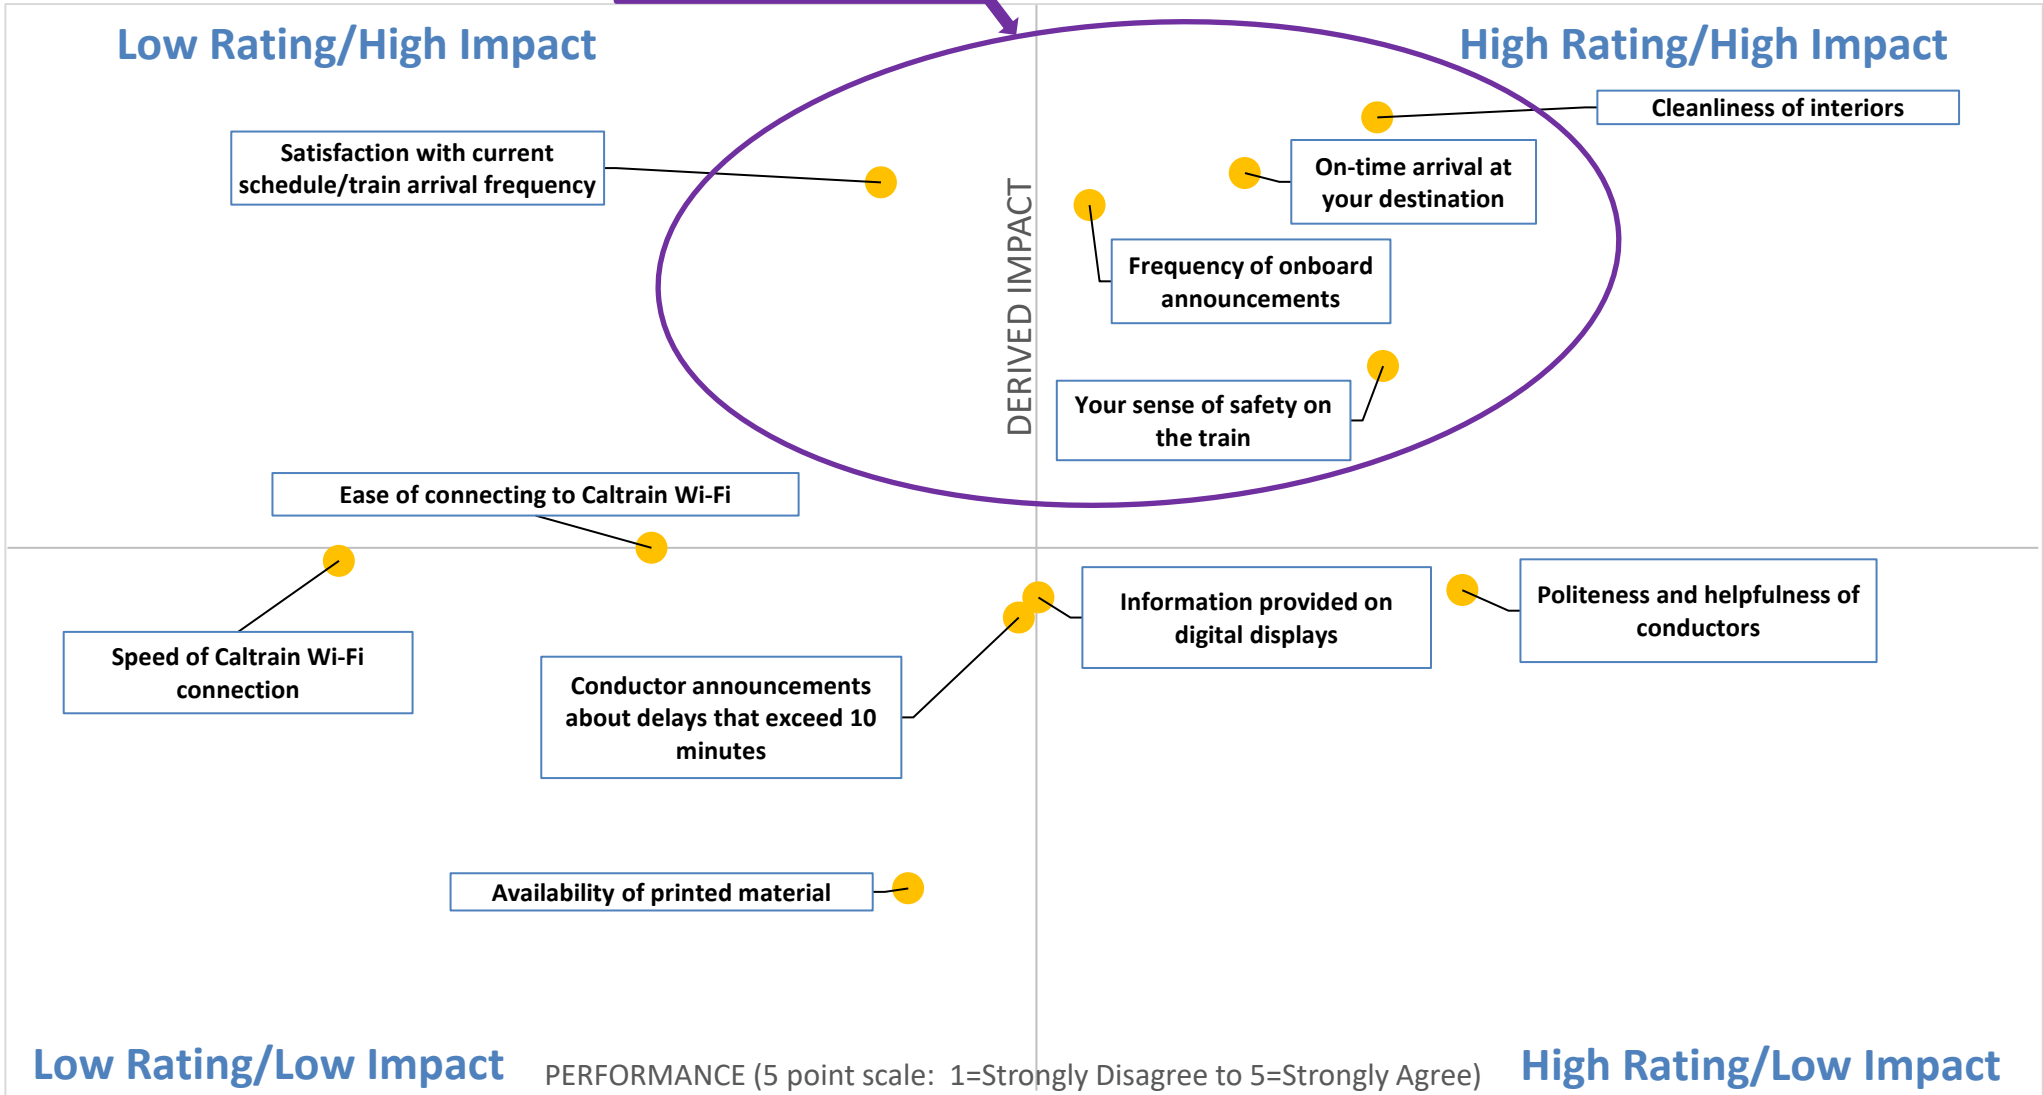 Low Rating/High Impact
High Rating/High Impact
Cleanliness of interiors
Satisfaction with current
schedule/train arrival frequency
On-time arrival at
your destination
DERIVED IMPACT
Frequency of onboard
announcements
Your sense of safety on
the train
Ease of connecting to Caltrain Wi-Fi
Speed of Caltrain Wi-Fi
connection
Conductor announcements
about delays that exceed 10
minutes
Information provided on
digital displays
Politeness and helpfulness of
conductors
Availability of printed material
Low Rating/Low Impact
PERFORMANCE (5 point scale:  1=Strongly Disagree to 5=Strongly Agree)
High Rating/Low Impact